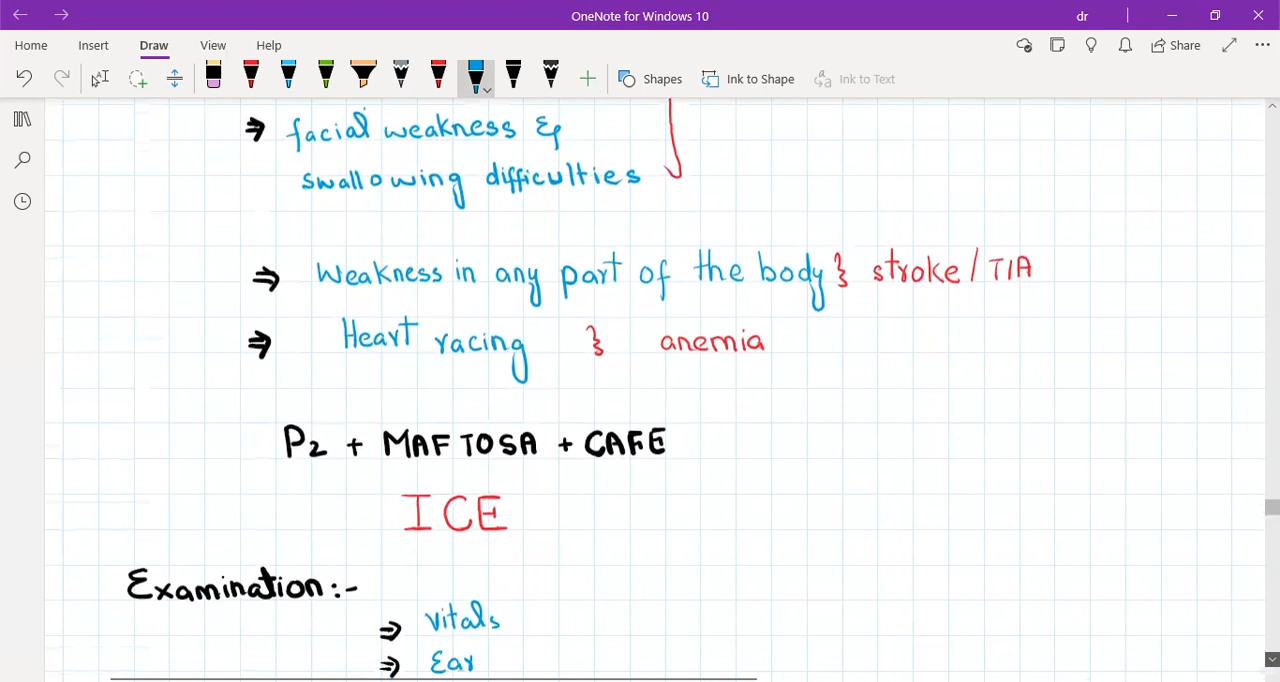 OneNote for Windows 10
dr
Home Insert Draw View Help
Share
Shapes Ink to Shape Ink to Text
⇒ facial weakness &
swallowing difficulties
⇒ Weakness in any part of the body } stroke / TIA
⇒ Heart racing } anemia
P2 + MAFTOSA + CAFE
ICE
Examination:-
⇒ vitals
⇒ Ear